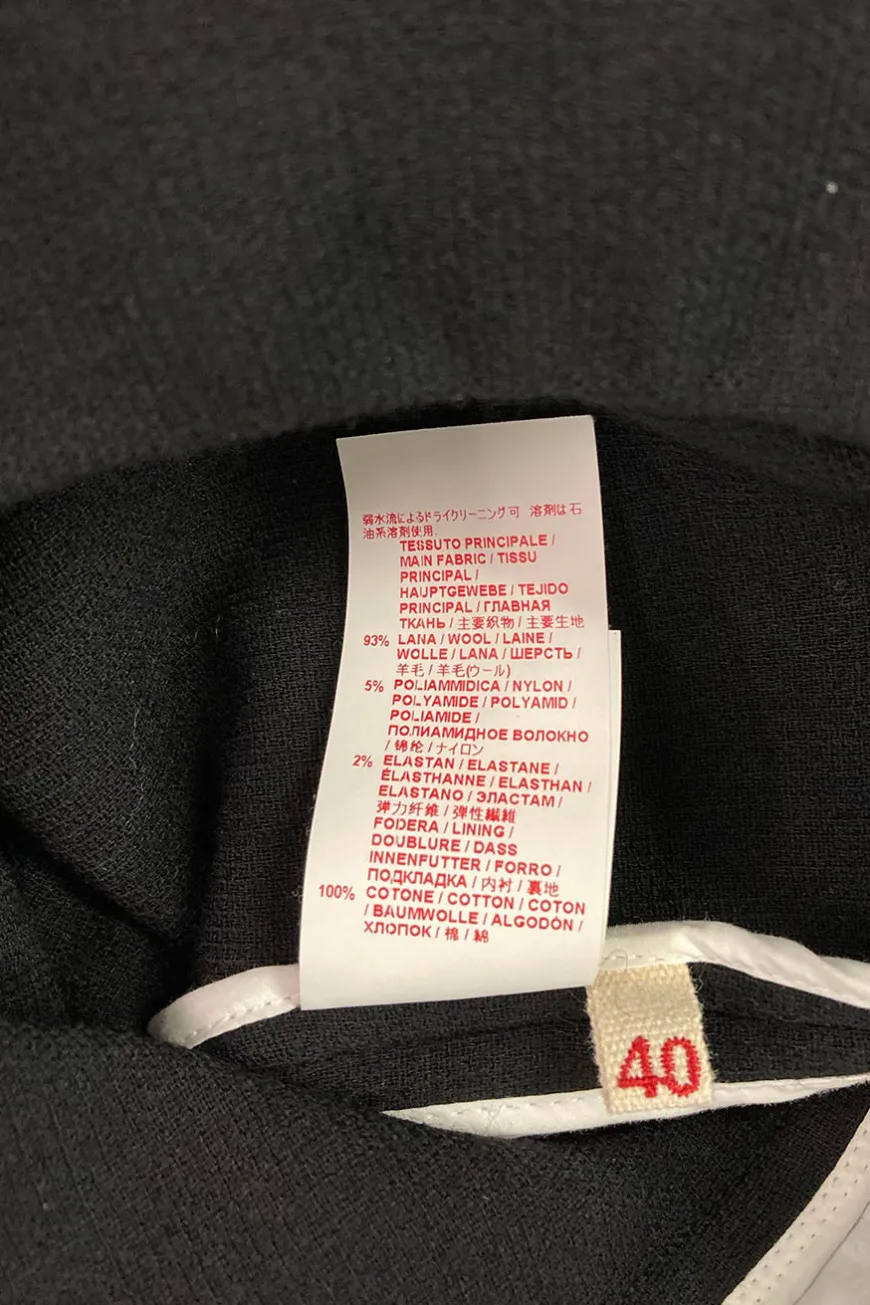 弱水流によるドライクリーニング可 溶剤は石
油系溶剤使用.
TESSUTO PRINCIPALE /
MAIN FABRIC / TISSU
PRINCIPAL /
HAUPTGEWEBE / TEJIDO
PRINCIPAL / ГЛАВНАЯ
ТКАНЬ / 主要织物 / 主要生地
93% LANA / WOOL / LAINE /
WOLLE / LANA / ШЕРСТЬ /
羊毛 / 羊毛(ウール)
5% POLIAMMIDICA / NYLON /
POLYAMIDE / POLYAMID /
POLIAMIDE /
ПОЛИАМИДНОЕ ВОЛОКНО
/ 锦纶 / ナイロン
2% ELASTAN / ELASTANE /
ÉLASTHANNE / ELASTHAN /
ELASTANO / ЭЛАСТАМ /
弹力纤维 / 弾性繊維
FODERA / LINING /
DOUBLURE / DASS
INNENFUTTER / FORRO /
ПОДКЛАДКА / 内衬 / 裏地
100% COTONE / COTTON / COTON
/ BAUMWOLLE / ALGODÓN /
ХЛОПОК / 棉 / 綿
40